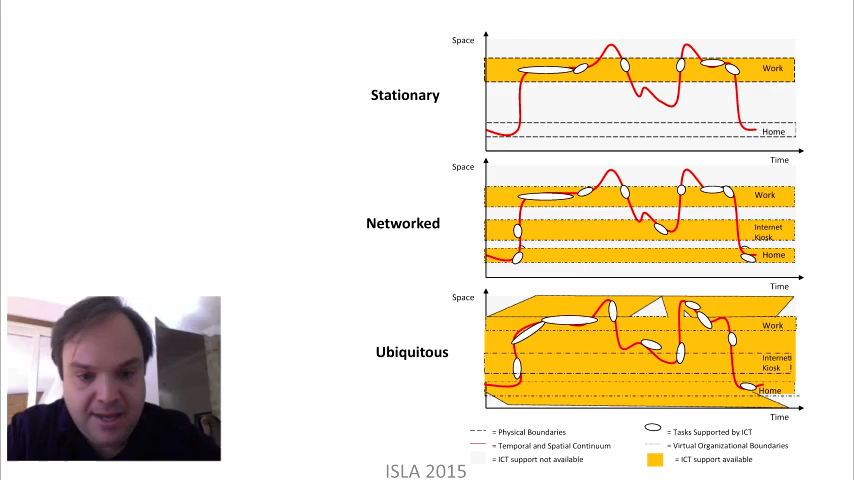 Space
Work
Stationary
Home
Time
Space
Work
Networked
Internet
Kiosk
Home
Time
Space
Work
Ubiquitous
Internet
Kiosk
Home
Time
= Physical Boundaries
= Tasks Supported by ICT
= Temporal and Spatial Continuum
= Virtual Organizational Boundaries
= ICT support not available
= ICT support available
ISLA 2015